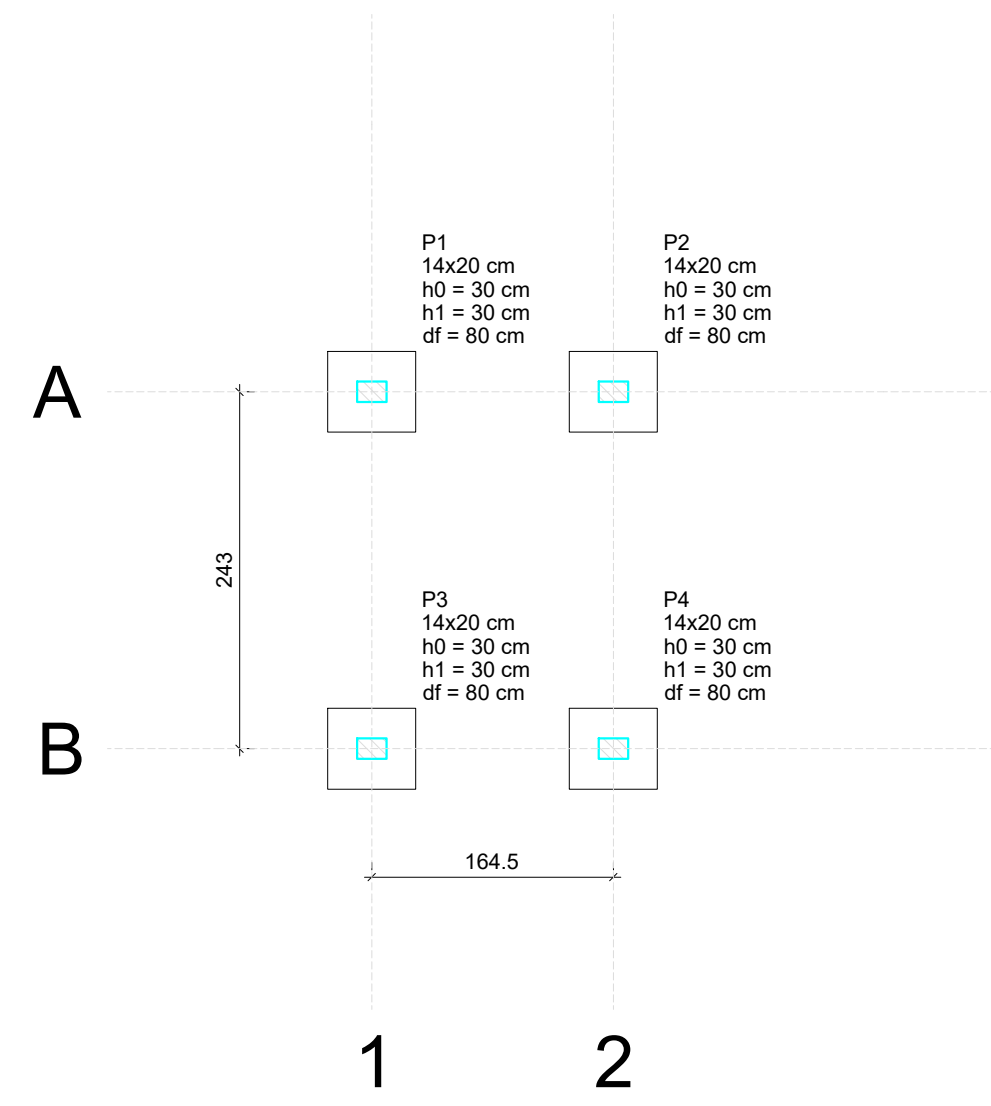 P1
14x20 cm
h0 = 30 cm
h1 = 30 cm
df = 80 cm
P2
14x20 cm
h0 = 30 cm
h1 = 30 cm
df = 80 cm
A
243
P3
14x20 cm
h0 = 30 cm
h1 = 30 cm
df = 80 cm
P4
14x20 cm
h0 = 30 cm
h1 = 30 cm
df = 80 cm
B
164.5
1
2